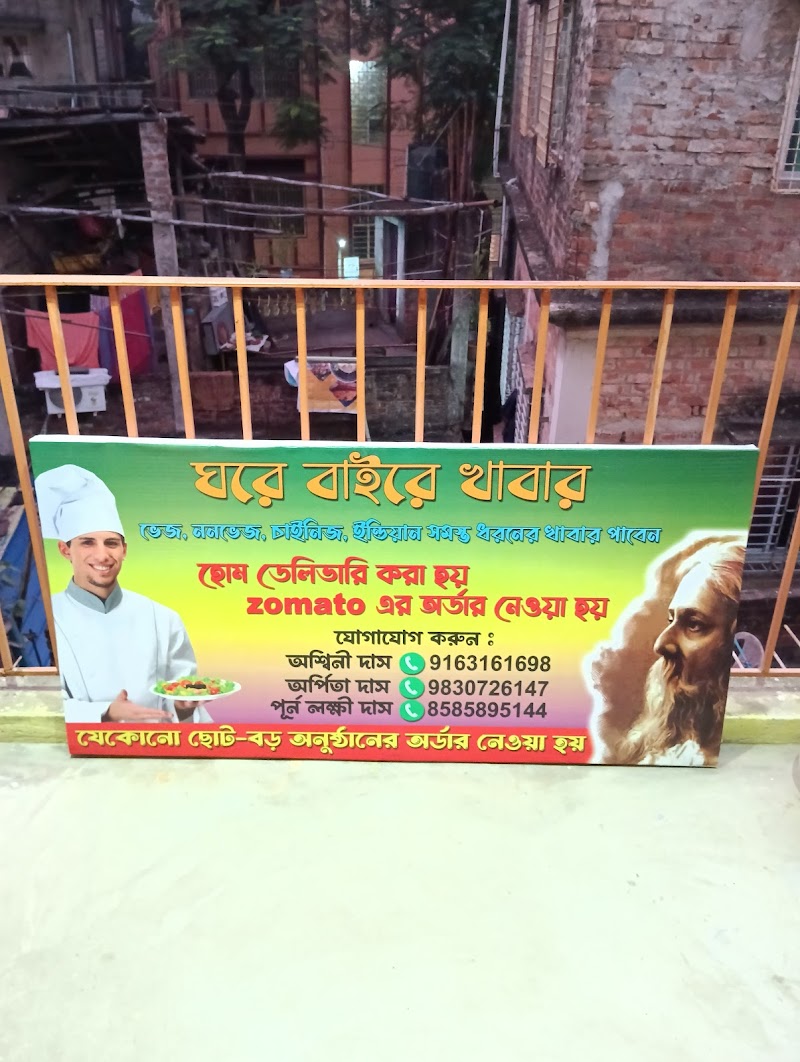 ঘরে বাইরে খাবার
ভেজ, ননভেজ, চাইনিজ, ইন্ডিয়ান সমস্ত ধরনের খাবার পাবেন
হোম ডেলিভারি করা হয়
zomato এর অর্ডার নেওয়া হয়
যোগাযোগ করুন :
অশ্বিনী দাস 9163161698
অর্পিতা দাস 9830726147
পূর্ন লক্ষী দাস 8585895144
যেকোনো ছোট-বড় অনুষ্ঠানের অর্ডার নেওয়া হয়